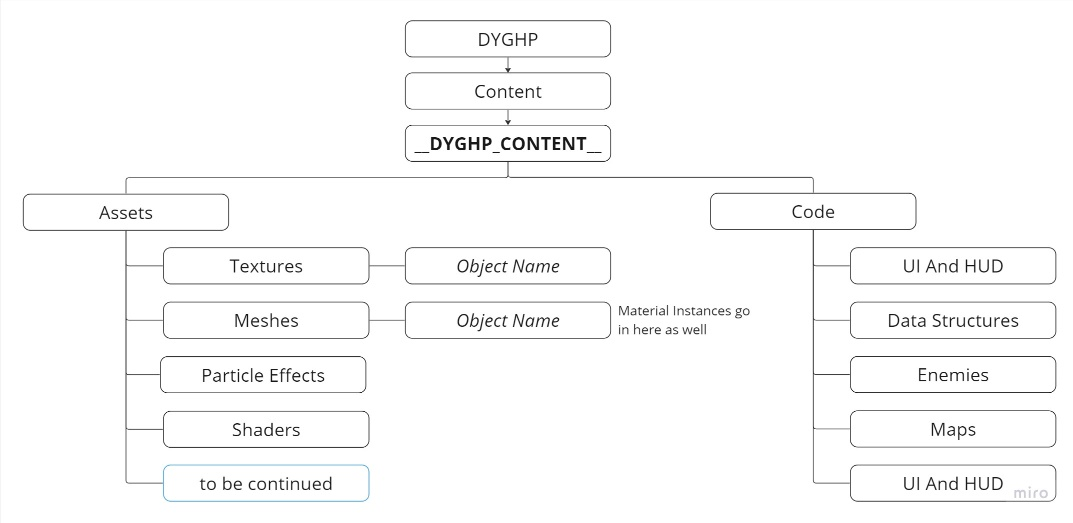 DYGHP
Content
__DYGHP_CONTENT__
Assets
Code
Textures
Object Name
UI And HUD
Meshes
Object Name
Material Instances go
in here as well
Data Structures
Particle Effects
Enemies
Shaders
Maps
to be continued
UI And HUD
miro